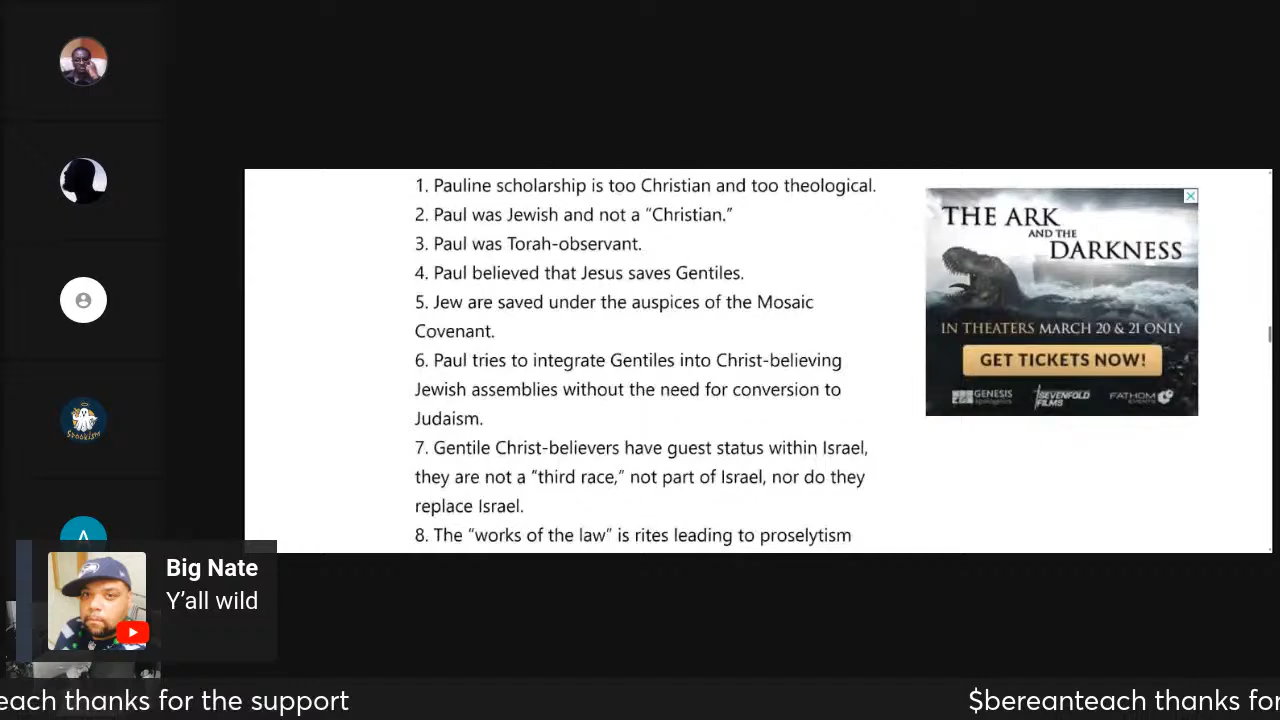 1. Pauline scholarship is too Christian and too theological.
2. Paul was Jewish and not a “Christian.”
3. Paul was Torah-observant.
4. Paul believed that Jesus saves Gentiles.
5. Jew are saved under the auspices of the Mosaic
Covenant.
6. Paul tries to integrate Gentiles into Christ-believing
Jewish assemblies without the need for conversion to
Judaism.
7. Gentile Christ-believers have guest status within Israel,
they are not a “third race,” not part of Israel, nor do they
replace Israel.
8. The “works of the law” is rites leading to proselytism
THE ARK
AND THE
DARKNESS
IN THEATERS MARCH 20 & 21 ONLY
GET TICKETS NOW!
GENESIS
SEVENFOLD
FILMS
FATHOM
EVENTS
Spookism
A
Big Nate
Y’all wild
each thanks for the support
$bereanteach thanks for